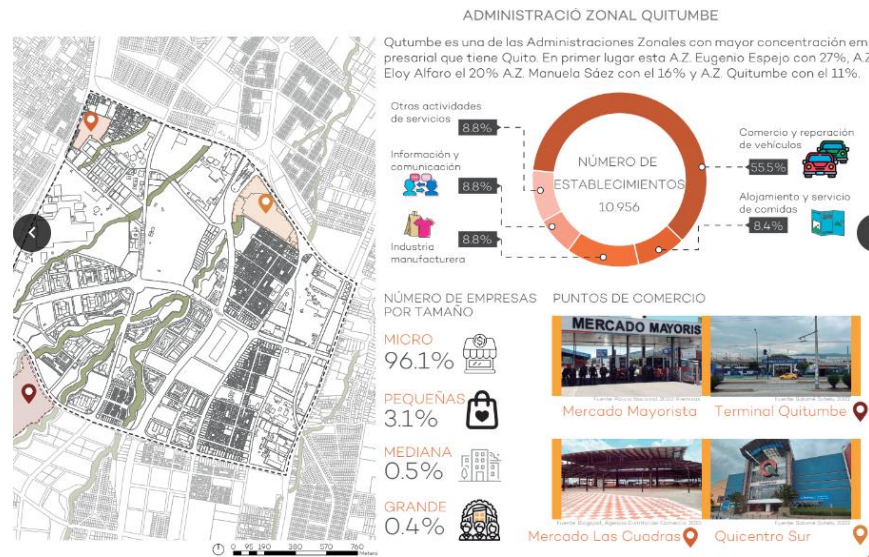 ADMINISTRACIÓ ZONAL QUITUMBE
Qutumbe es una de las Administraciones Zonales con mayor concentración em
presarial que tiene Quito. En primer lugar esta A.Z. Eugenio Espejo con 27%, A.Z.
Eloy Alfaro el 20% A.Z. Manuela Sáez con el 16% y A.Z. Quitumbe con el 11%.
Otras actividades
de servicios
8.8%
Información y
comunicación
8.8%
Industria
manufacturera
8.8%
NÚMERO DE
ESTABLECIMIENTOS
10.956
Comercio y reparación
de vehículos
55.5%
Alojamiento y servicio
de comidas
8.4%
NÚMERO DE EMPRESAS
POR TAMAÑO
MICRO
96.1%
PEQUEÑAS
3.1%
MEDIANA
0.5%
GRANDE
0.4%
PUNTOS DE COMERCIO
MERCADO MAYORIS
Mercado Mayorista
Terminal Quitumbe
Mercado Las Cuadras
Quicentro Sur
0 95 190 380 570 760
Meters